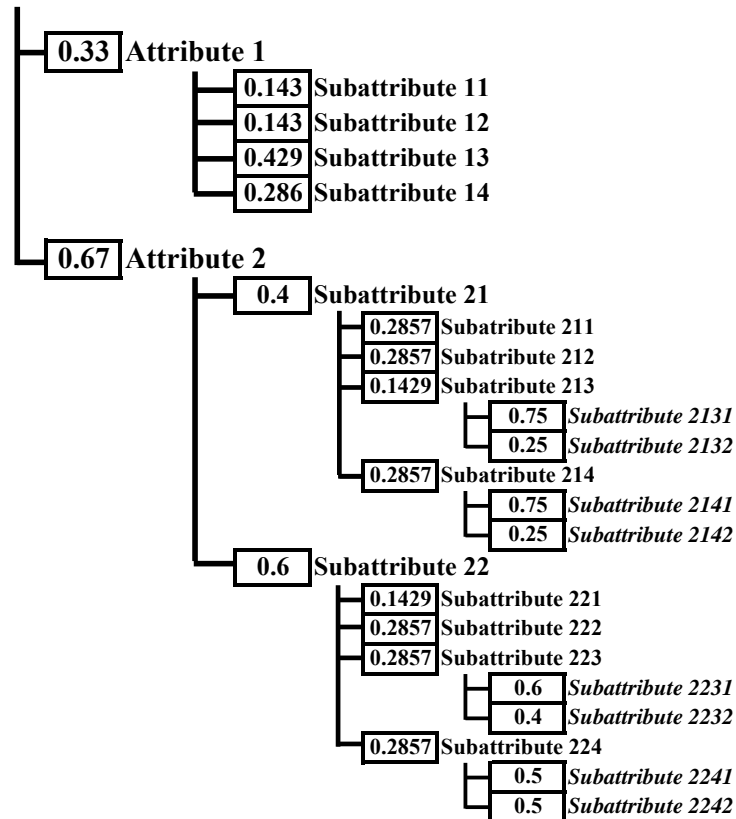 0.33 Attribute 1
0.143 Subattribute 11
0.143 Subattribute 12
0.429 Subattribute 13
0.286 Subattribute 14
0.67 Attribute 2
0.4 Subattribute 21
0.2857 Subatribute 211
0.2857 Subattribute 212
0.1429 Subattribute 213
0.75 Subattribute 2131
0.25 Subattribute 2132
0.2857 Subattribute 214
0.75 Subattribute 2141
0.25 Subattribute 2142
0.6 Subattribute 22
0.1429 Subattribute 221
0.2857 Subattribute 222
0.2857 Subattribute 223
0.6 Subattribute 2231
0.4 Subattribute 2232
0.2857 Subattribute 224
0.5 Subattribute 2241
0.5 Subattribute 2242